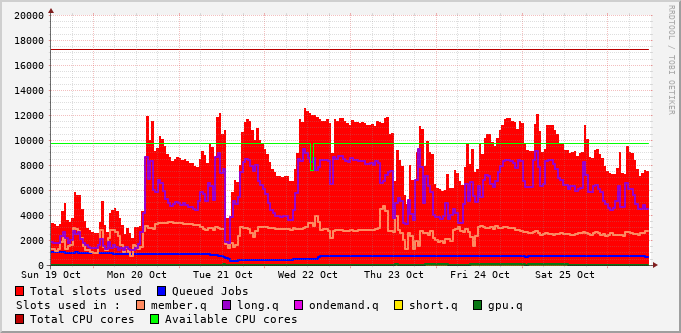 RRDTOOL / TOBI OETIKER
20000
18000
16000
14000
12000
10000
8000
6000
4000
2000
0
Sun 19 Oct Mon 20 Oct Tue 21 Oct Wed 22 Oct Thu 23 Oct Fri 24 Oct Sat 25 Oct
Total slots used Queued Jobs
Slots used in : member.q long.q ondemand.q short.q gpu.q
Total CPU cores Available CPU cores